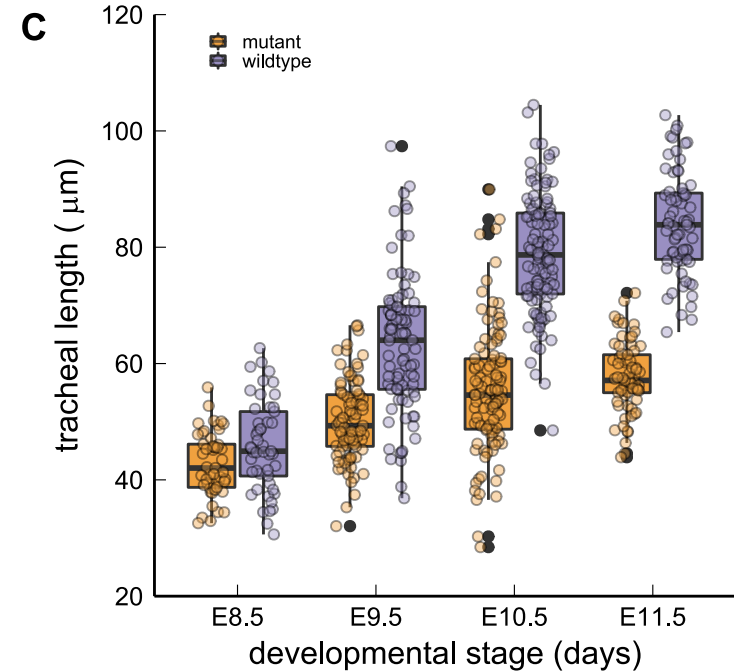 C
120
mutant
wildtype
100
80
60
40
20
tracheal length ( μm)
E8.5 E9.5 E10.5 E11.5
developmental stage (days)